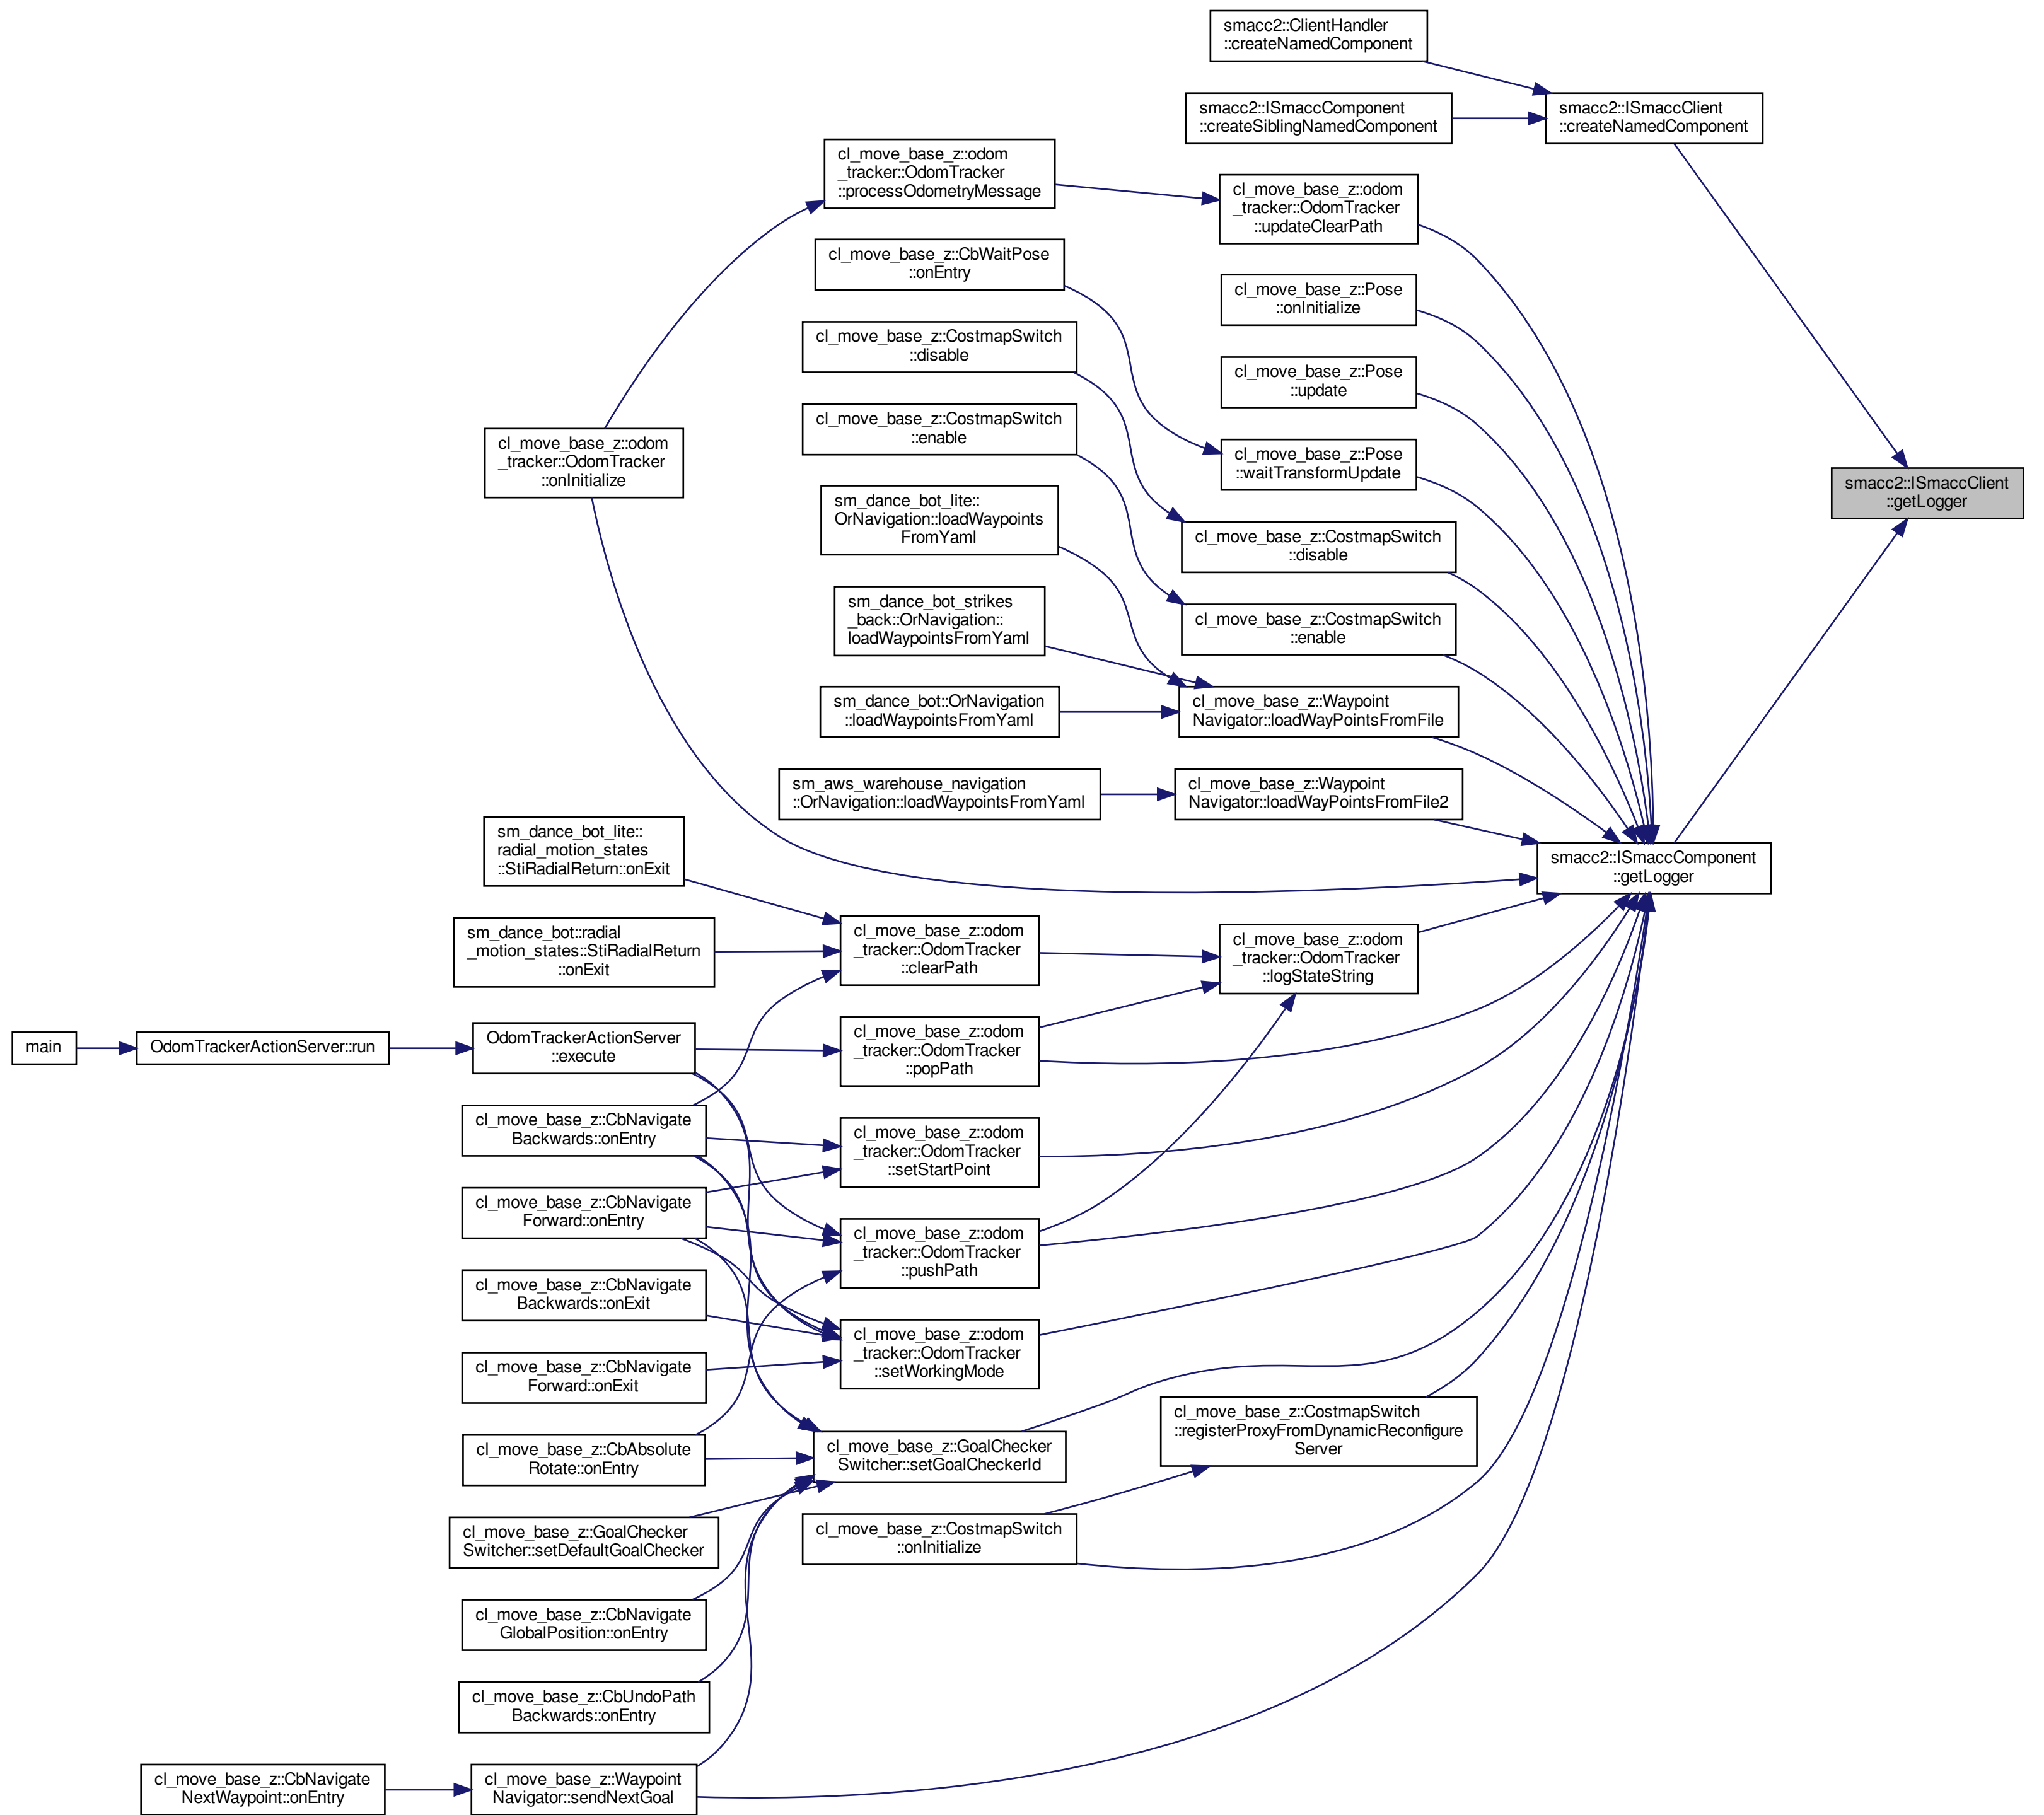 smacc2::ClientHandler
::createNamedComponent
smacc2::ISmaccComponent
::createSiblingNamedComponent
smacc2::ISmaccClient
::createNamedComponent
cl_move_base_z::odom
_tracker::OdomTracker
::processOdometryMessage
cl_move_base_z::odom
_tracker::OdomTracker
::updateClearPath
cl_move_base_z::CbWaitPose
::onEntry
cl_move_base_z::Pose
::onInitialize
cl_move_base_z::CostmapSwitch
::disable
cl_move_base_z::Pose
::update
cl_move_base_z::CostmapSwitch
::enable
cl_move_base_z::odom
_tracker::OdomTracker
::onInitialize
cl_move_base_z::Pose
::waitTransformUpdate
smacc2::ISmaccClient
::getLogger
sm_dance_bot_lite::
OrNavigation::loadWaypoints
FromYaml
cl_move_base_z::CostmapSwitch
::disable
sm_dance_bot_strikes
_back::OrNavigation::
loadWaypointsFromYaml
cl_move_base_z::CostmapSwitch
::enable
sm_dance_bot::OrNavigation
::loadWaypointsFromYaml
cl_move_base_z::Waypoint
Navigator::loadWayPointsFromFile
sm_aws_warehouse_navigation
::OrNavigation::loadWaypointsFromYaml
cl_move_base_z::Waypoint
Navigator::loadWayPointsFromFile2
sm_dance_bot_lite::
radial_motion_states
::StiRadialReturn::onExit
smacc2::ISmaccComponent
::getLogger
sm_dance_bot::radial
_motion_states::StiRadialReturn
::onExit
cl_move_base_z::odom
_tracker::OdomTracker
::clearPath
cl_move_base_z::odom
_tracker::OdomTracker
::logStateString
main
OdomTrackerActionServer::run
OdomTrackerActionServer
::execute
cl_move_base_z::odom
_tracker::OdomTracker
::popPath
cl_move_base_z::CbNavigate
Backwards::onEntry
cl_move_base_z::odom
_tracker::OdomTracker
::setStartPoint
cl_move_base_z::CbNavigate
Forward::onEntry
cl_move_base_z::odom
_tracker::OdomTracker
::pushPath
cl_move_base_z::CbNavigate
Backwards::onExit
cl_move_base_z::odom
_tracker::OdomTracker
::setWorkingMode
cl_move_base_z::CbNavigate
Forward::onExit
cl_move_base_z::CostmapSwitch
::registerProxyFromDynamicReconfigure
Server
cl_move_base_z::CbAbsolute
Rotate::onEntry
cl_move_base_z::GoalChecker
Switcher::setGoalCheckerId
cl_move_base_z::GoalChecker
Switcher::setDefaultGoalChecker
cl_move_base_z::CostmapSwitch
::onInitialize
cl_move_base_z::CbNavigate
GlobalPosition::onEntry
cl_move_base_z::CbUndoPath
Backwards::onEntry
cl_move_base_z::CbNavigate
NextWaypoint::onEntry
cl_move_base_z::Waypoint
Navigator::sendNextGoal